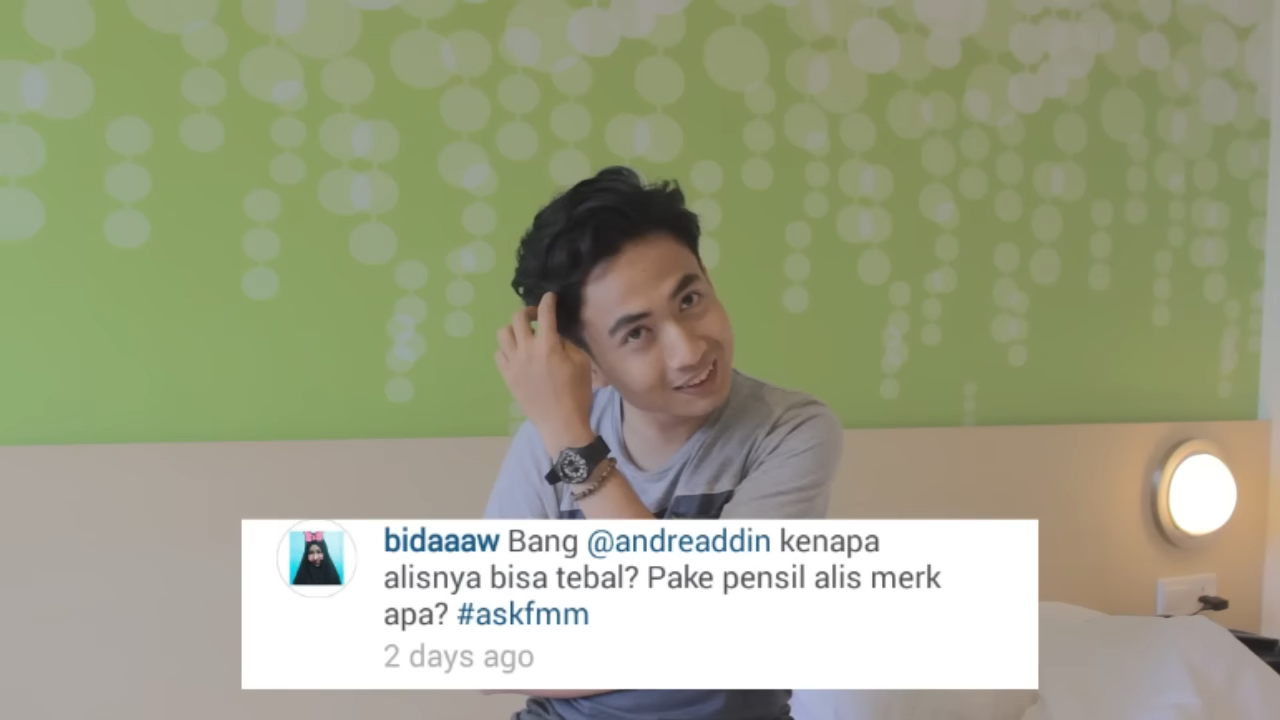 bidaaaw Bang @andreaddin kenapa
alisnya bisa tebal? Pake pensil alis merk
apa? #askfmm
2 days ago